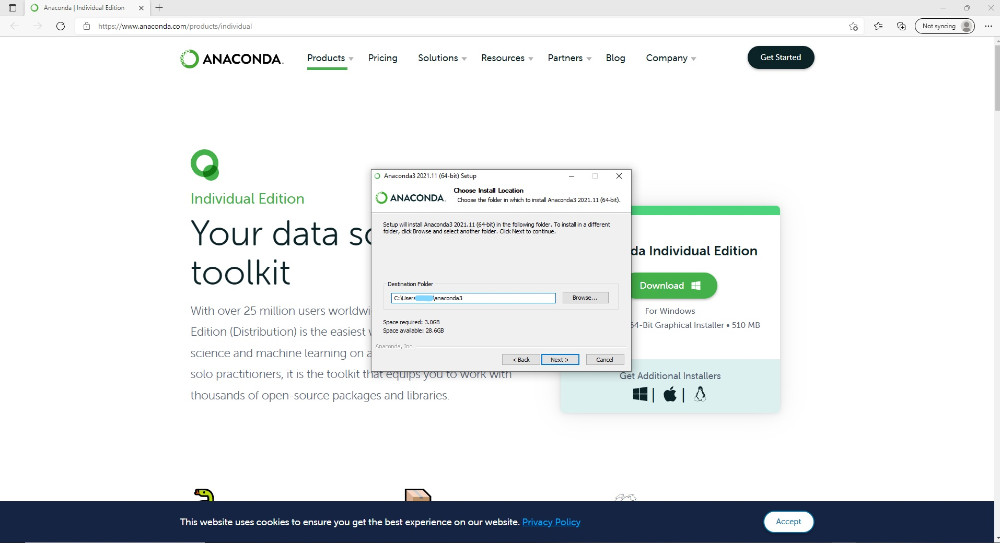 Anaconda | Individual Edition
https://www.anaconda.com/products/individual
Not syncing
ANACONDA.
Products
Pricing
Solutions
Resources
Partners
Blog
Company
Get Started
Individual Edition
Your data sc
toolkit
With over 25 million users worldwi
Edition (Distribution) is the easiest
science and machine learning on a
solo practitioners, it is the toolkit that equips you to work with
thousands of open-source packages and libraries.
Anaconda3 2021.11 (64-bit) Setup
ANACONDA.
Choose Install Location
Choose the folder in which to install Anaconda3 2021.11 (64-bit).
Setup will install Anaconda3 2021.11 (64-bit) in the following folder. To install in a different
folder, click Browse and select another folder. Click Next to continue.
Destination Folder
C:\Users \anaconda3
Browse...
Space required: 3.0GB
Space available: 28.6GB
Anaconda, Inc.
< Back
Next >
Cancel
da Individual Edition
Download
For Windows
64-Bit Graphical Installer • 510 MB
Get Additional Installers
This website uses cookies to ensure you get the best experience on our website. Privacy Policy
Accept